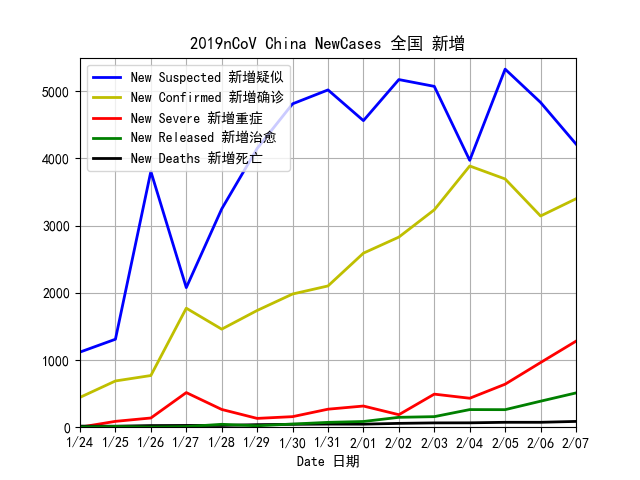 2019nCoV China NewCases 全国 新增
New Suspected 新增疑似
New Confirmed 新增确诊
New Severe 新增重症
New Released 新增治愈
New Deaths 新增死亡
5000
4000
3000
2000
1000
0
1/24 1/25 1/26 1/27 1/28 1/29 1/30 1/31 2/01 2/02 2/03 2/04 2/05 2/06 2/07
Date 日期